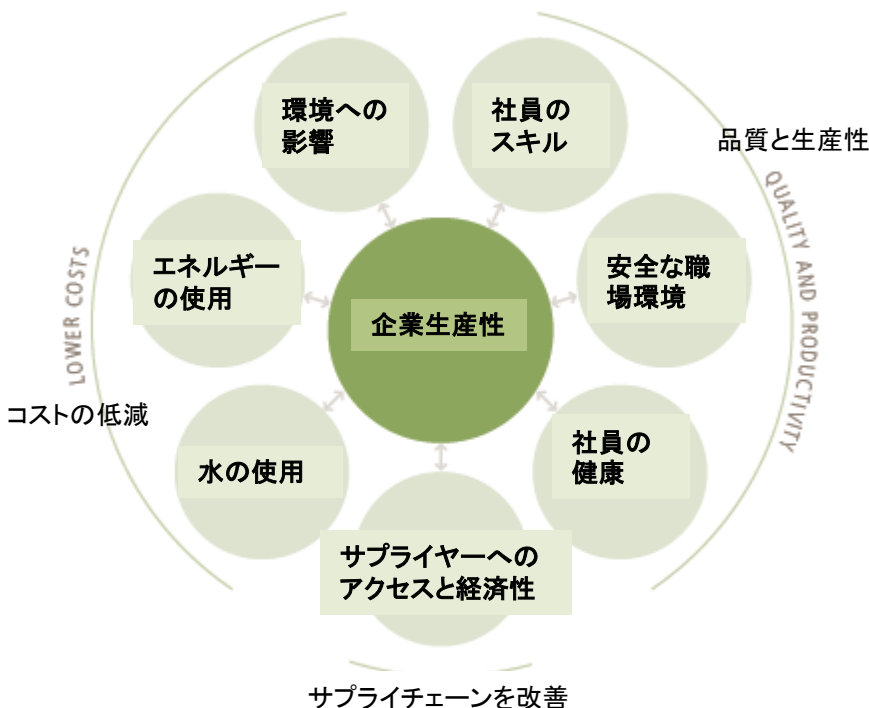 環境への
影響
社員の
スキル
品質と生産性
QUALITY AND PRODUCTIVITY
エネルギー
の使用
安全な職
場環境
企業生産性
LOWER COSTS
コストの低減
水の使用
社員の
健康
サプライヤーへの
アクセスと経済性
サプライチェーンを改善